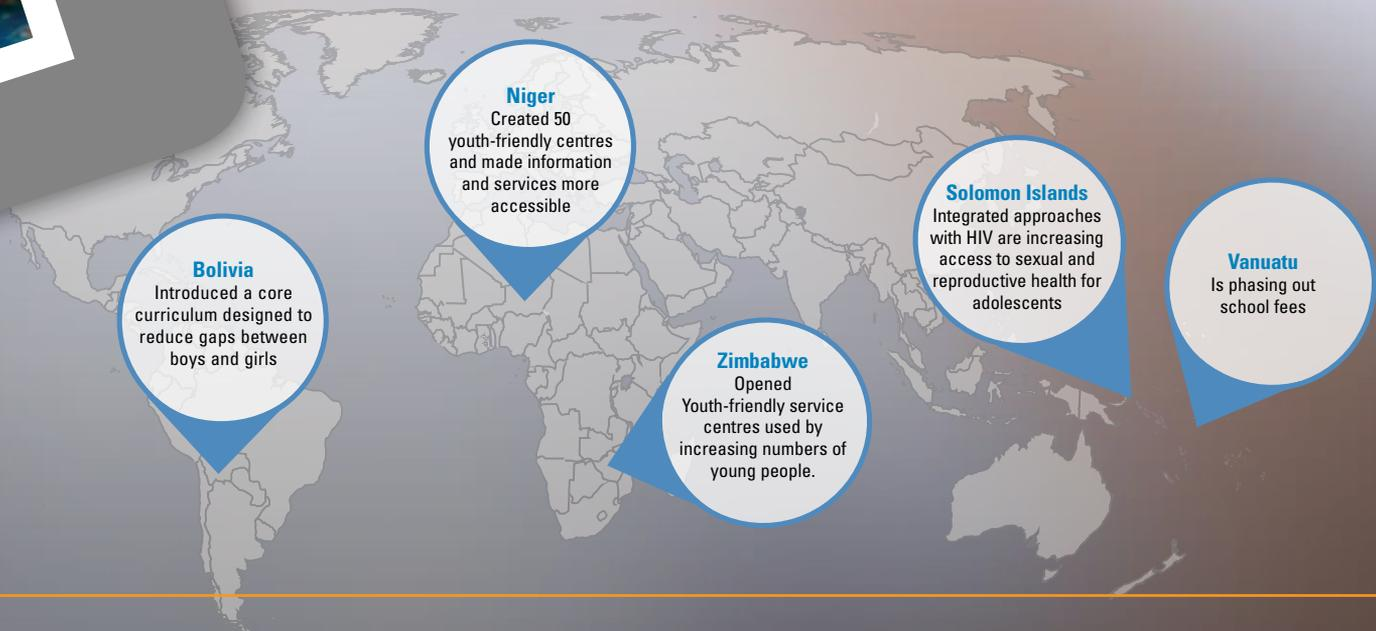 Niger
Created 50
youth-friendly centres
and made information
and services more
accessible
Solomon Islands
Integrated approaches
with HIV are increasing
access to sexual and
reproductive health for
adolescents
Vanuatu
Is phasing out
school fees
Bolivia
Introduced a core
curriculum designed to
reduce gaps between
boys and girls
Zimbabwe
Opened
Youth-friendly service
centres used by
increasing numbers of
young people.